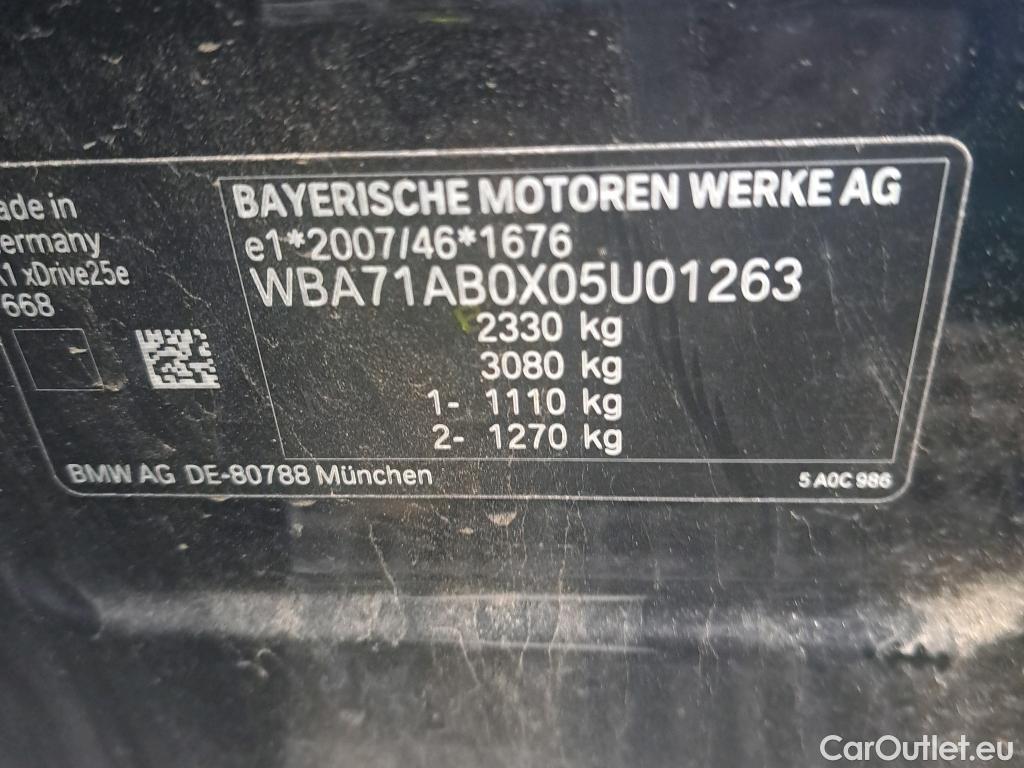 ade in
ermany
1 xDrive25e
668
BAYERISCHE MOTOREN WERKE AG
e1*2007/46*1676
WBA71AB0X05U01263
2330 kg
3080 kg
1- 1110 kg
2- 1270 kg
BMW AG DE-80788 München
5 A0C 986
CarOutlet.eu